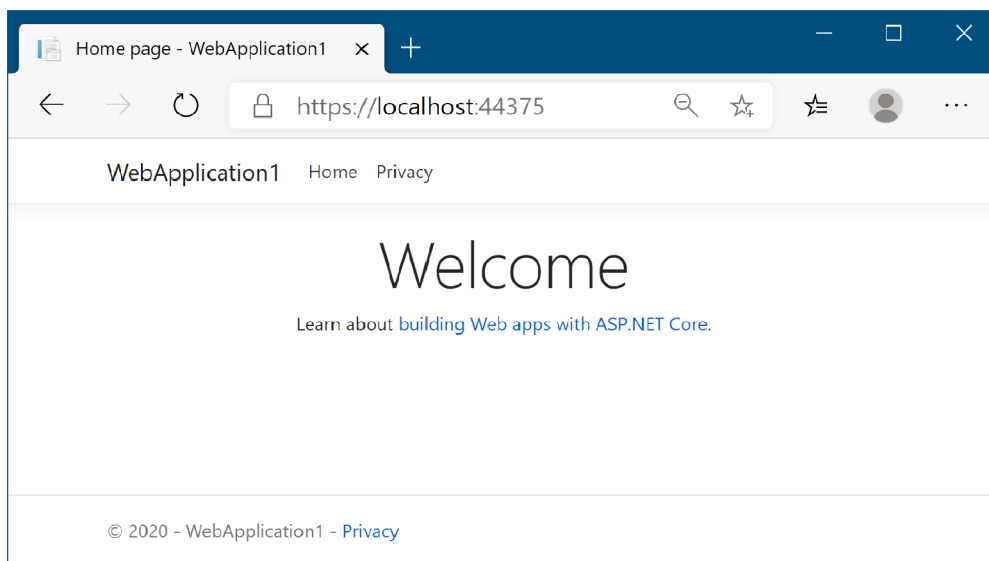 Home page - WebApplication1
https://localhost:44375
WebApplication1 Home Privacy
Welcome
Learn about building Web apps with ASP.NET Core.
© 2020 - WebApplication1 - Privacy